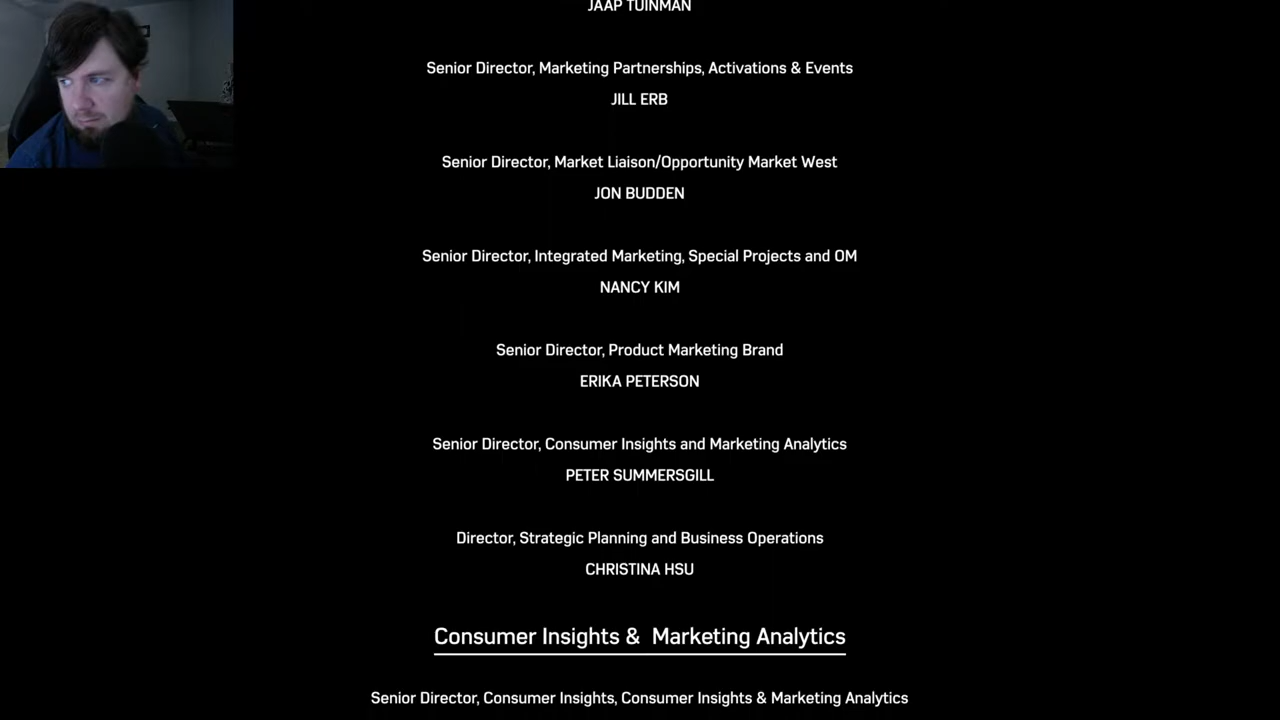 JAAP TUINMAN
Senior Director, Marketing Partnerships, Activations & Events
JILL ERB
Senior Director, Market Liaison/Opportunity Market West
JON BUDDEN
Senior Director, Integrated Marketing, Special Projects and OM
NANCY KIM
Senior Director, Product Marketing Brand
ERIKA PETERSON
Senior Director, Consumer Insights and Marketing Analytics
PETER SUMMERSGILL
Director, Strategic Planning and Business Operations
CHRISTINA HSU
Consumer Insights &  Marketing Analytics
Senior Director, Consumer Insights, Consumer Insights & Marketing Analytics